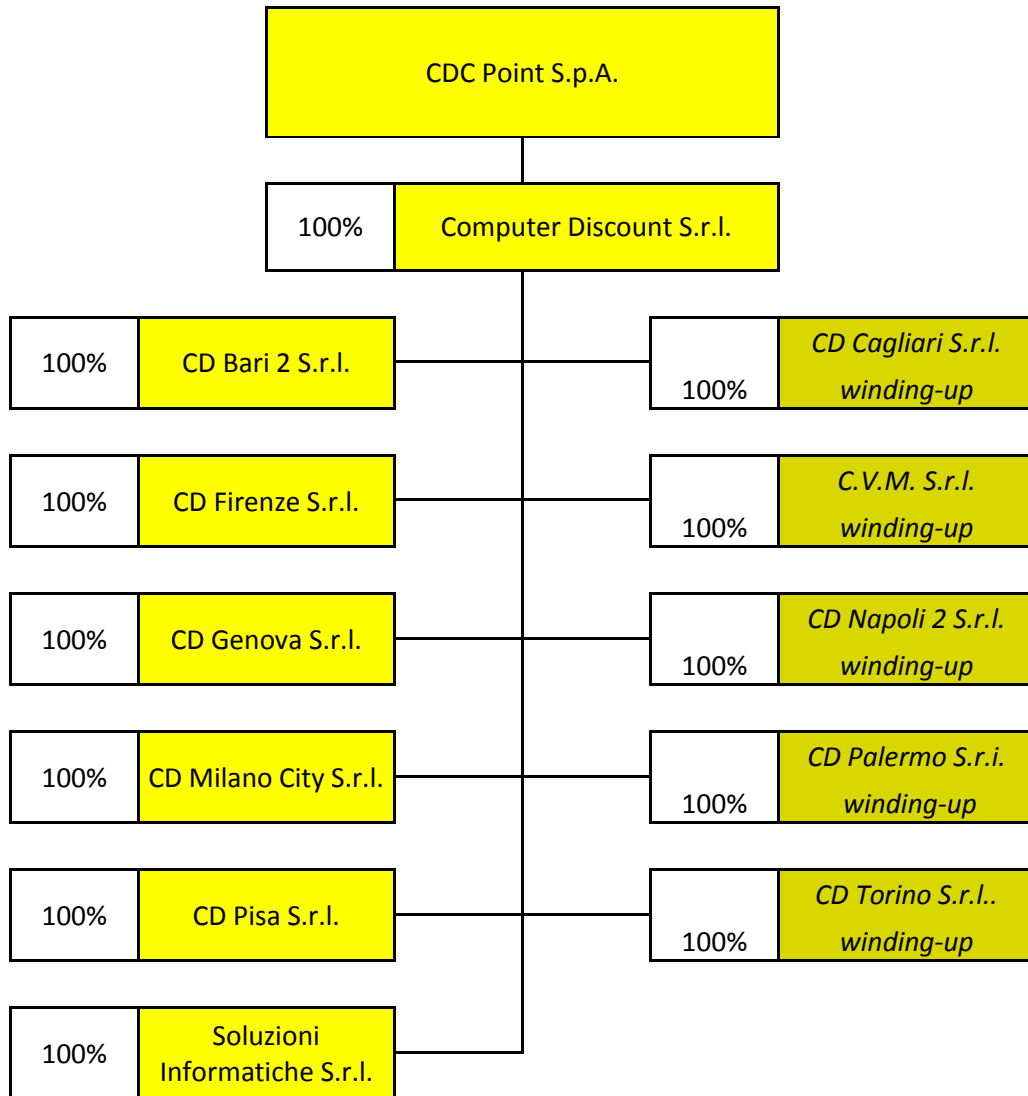 CDC Point S.p.A.
100%
Computer Discount S.r.l.
100%
CD Bari 2 S.r.l.
100%
CD Cagliari S.r.l.
winding-up
100%
CD Firenze S.r.l.
100%
C.V.M. S.r.l.
winding-up
100%
CD Genova S.r.l.
100%
CD Napoli 2 S.r.l.
winding-up
100%
CD Milano City S.r.l.
100%
CD Palermo S.r.i.
winding-up
100%
CD Pisa S.r.l.
100%
CD Torino S.r.l..
winding-up
100%
Soluzioni
Informatiche S.r.l.